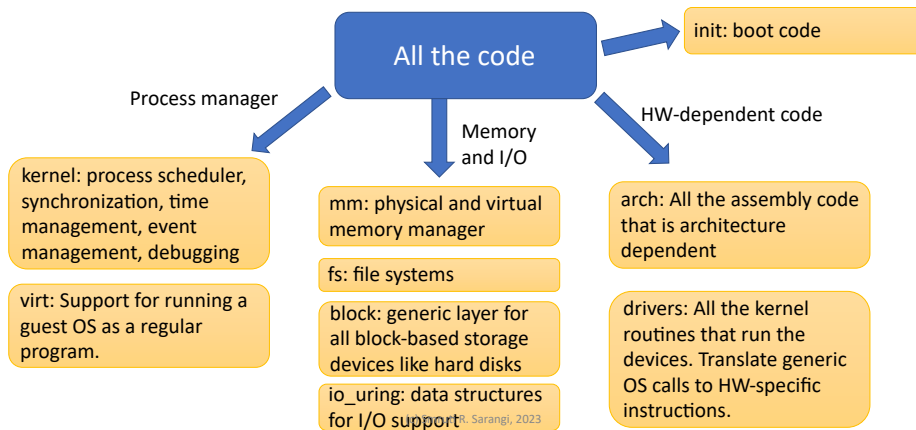 All the code
init: boot code
Process manager
Memory
and I/O
HW-dependent code
kernel: process scheduler,
synchronization, time
management, event
management, debugging
virt: Support for running a
guest OS as a regular
program.
mm: physical and virtual
memory manager
fs: file systems
block: generic layer for
all block-based storage
devices like hard disks
io_uring: data structures
for I/O support
R. Sarangi, 2023
arch: All the assembly code
that is architecture
dependent
drivers: All the kernel
routines that run the
devices. Translate generic
OS calls to HW-specific
instructions.